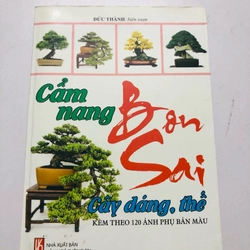 ĐỨC THÀNH biên soạn
Cẩm
nang
Bon
Sai
Cây dáng, thế
KÈM THEO 120 ẢNH PHỤ BẢN MÀU
NHÀ XUẤT BẢN